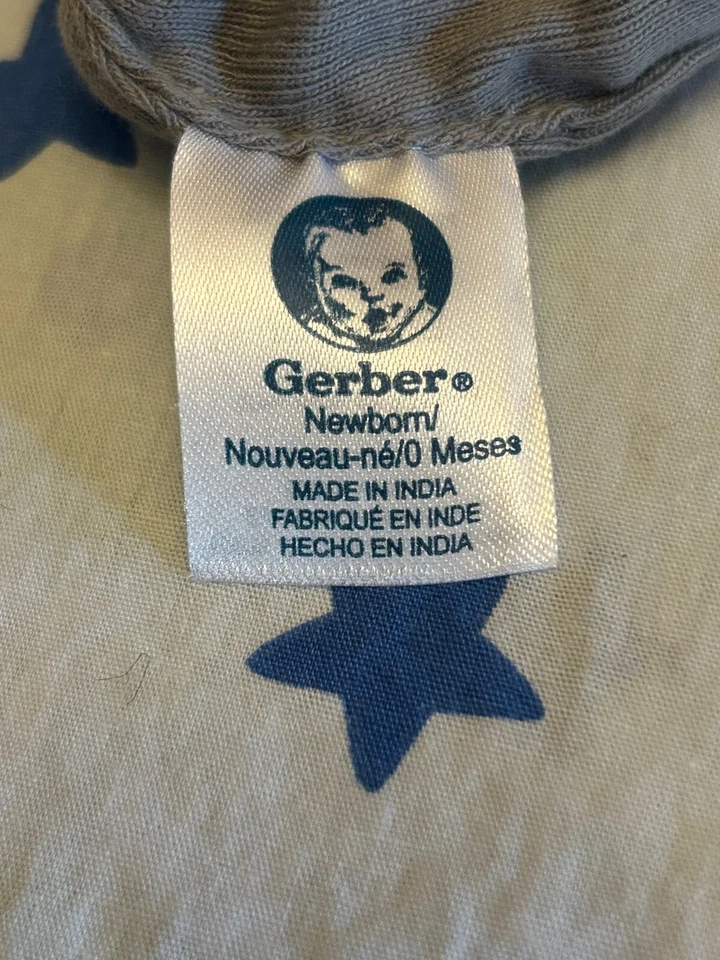 Gerber®
Newborn/
Nouveau-né/0 Meses
MADE IN INDIA
FABRIQUÉ EN INDE
HECHO EN INDIA